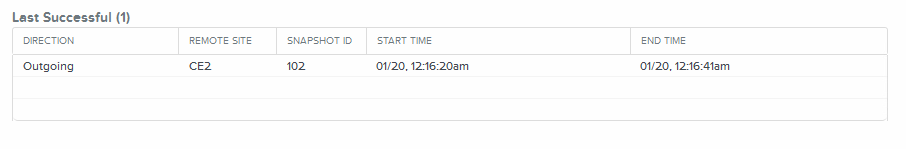 Last Successful (1)
DIRECTION REMOTE SITE SNAPSHOT ID START TIME END TIME
Outgoing CE2 102 01/20, 12:16:20am 01/20, 12:16:41am